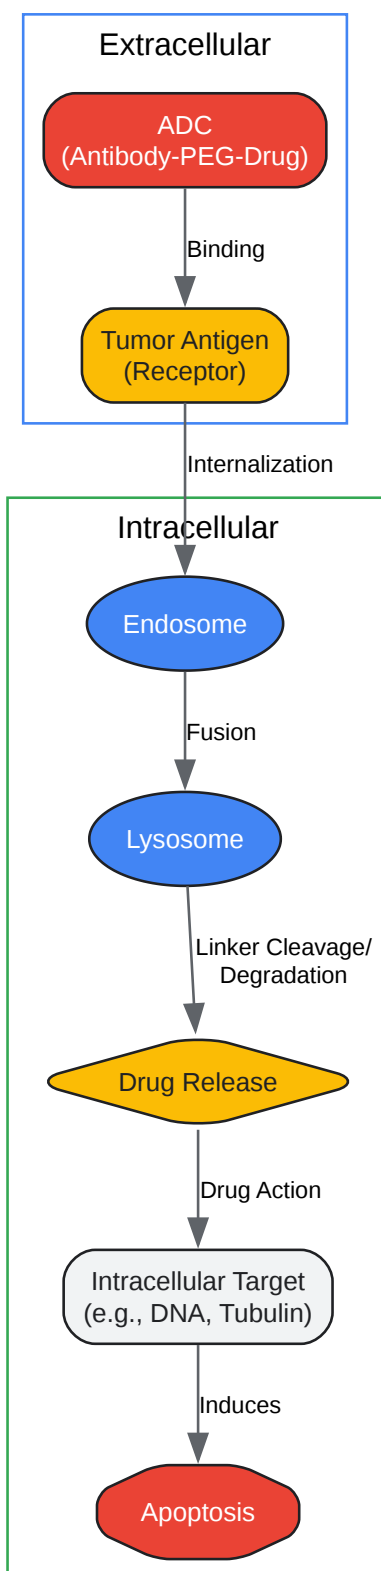 Extracellular
ADC
(Antibody-PEG-Drug)
Binding
Tumor Antigen
(Receptor)
Internalization
Intracellular
Endosome
Fusion
Lysosome
Linker Cleavage/
Degradation
Drug Release
Drug Action
Intracellular Target
(e.g., DNA, Tubulin)
Induces
Apoptosis